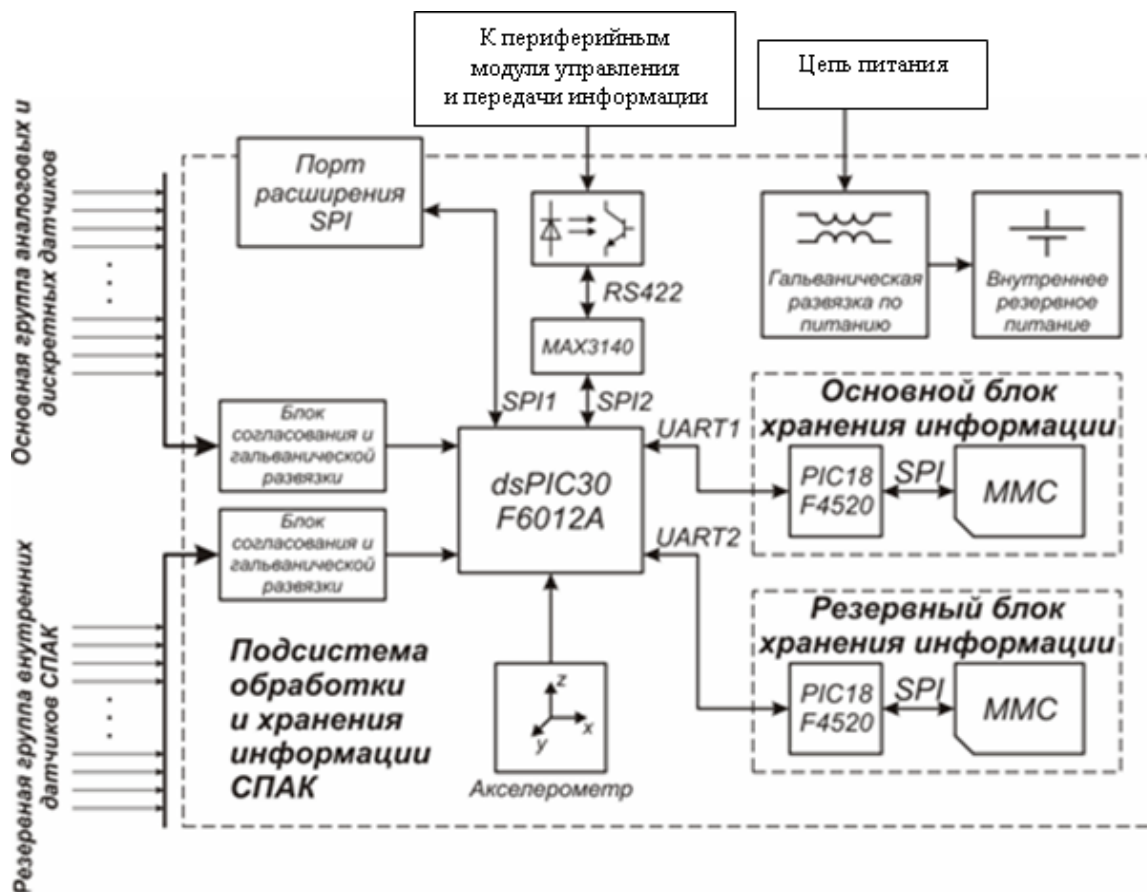 К периферийным
модуля управления
и передачи информации
Цепь питания
Основная группа аналоговых и
дискретных датчиков
Порт
расширения
SPI
RS422
MAX3140
SPI1
SPI2
Гальваническая
развязка по
питанию
Внутреннее
резервное
питание
Блок
согласования и
гальванической
развязки
dsPIC30
F6012A
UART1
UART2
Основной блок
хранения информации
PIC18
F4520
SPI
MMC
Резервная группа внутренних
датчиков СПАК
Блок
согласования и
гальванической
развязки
Подсистема
обработки
и хранения
информации
СПАК
z
x
y
Акселерометр
Резервный блок
хранения информации
PIC18
F4520
SPI
MMC